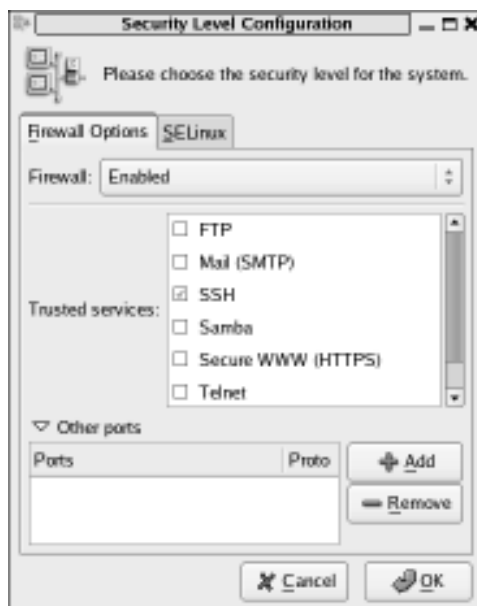 Security Level Configuration
Please choose the security level for the system.
Firewall Options SELinux
Firewall: Enabled
Trusted services:
FTP
Mail (SMTP)
SSH
Samba
Secure WWW (HTTPS)
Telnet
Other ports
Ports Proto
Add
Remove
Cancel OK